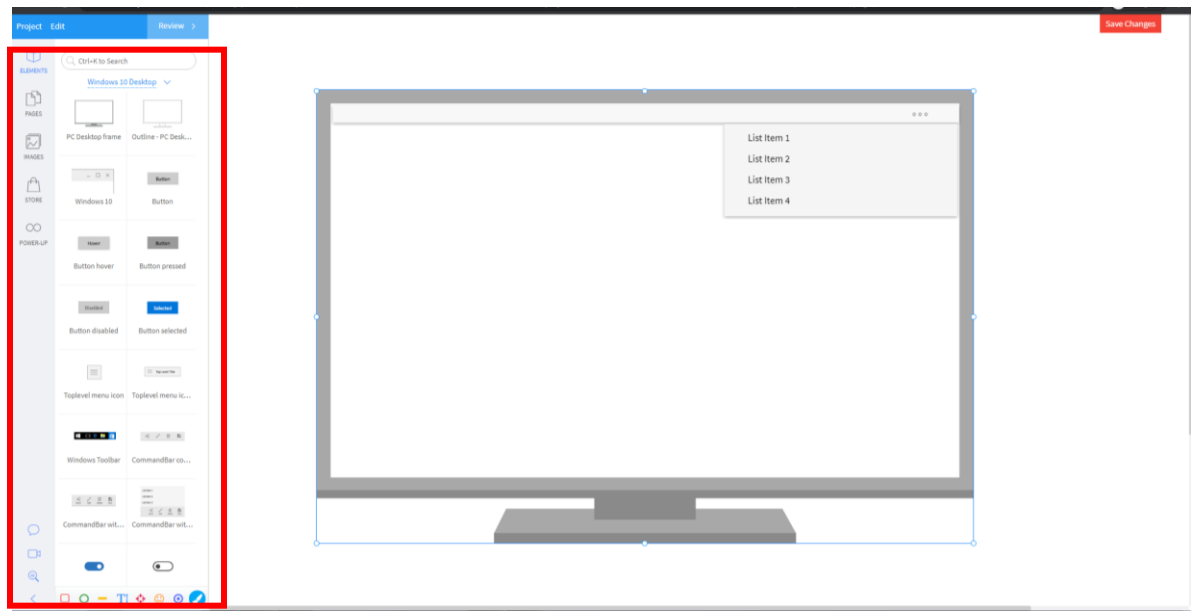 Project Edit Review >
Save Changes
ELEMENTS
PAGES
IMAGES
STORE
POWER-UP
Ctrl+K to Search
Windows 10 Desktop
PC Desktop frame Outline - PC Desk...
Button
Windows 10 Button
Hover Button
Button hover Button pressed
Disabled Selected
Button disabled Button selected
Toplevel menu icon Toplevel menu ic...
Windows Toolbar CommandBar co...
CommandBar wit... CommandBar wit...
List Item 1
List Item 2
List Item 3
List Item 4